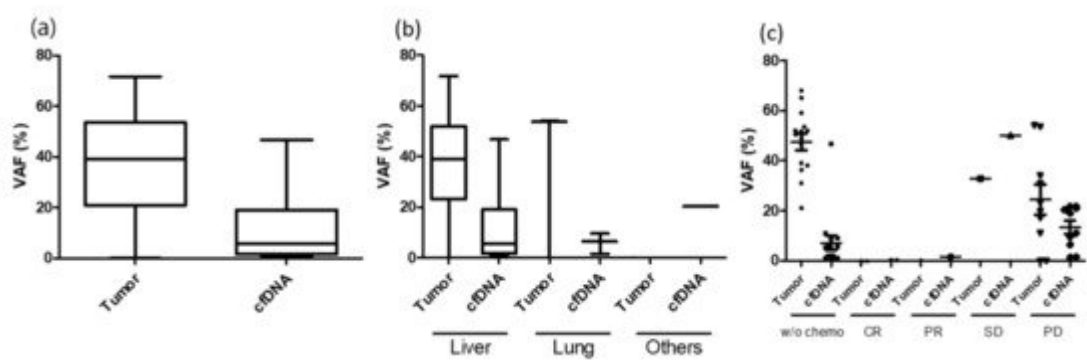 (a)
VAF (%)
80
60
40
20
0
Tumor
cfDNA
(b)
VAF (%)
80
60
40
20
0
Tumor
cfDNA
Tumor
cfDNA
Tumor
cfDNA
Liver
Lung
Others
(c)
VAF (%)
80
60
40
20
0
Tumor
cfDNA
Tumor
cfDNA
Tumor
cfDNA
Tumor
cfDNA
Tumor
cfDNA
w/o chemo
CR
PR
SD
PD